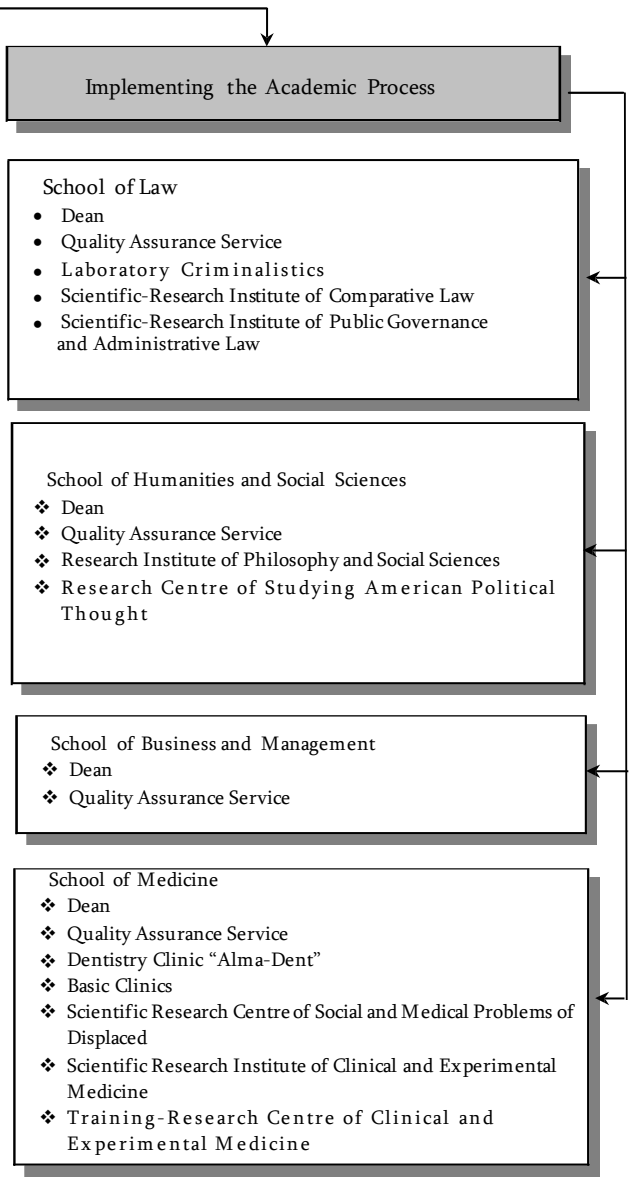 Implementing the Academic Process
School of Law
• Dean
• Quality Assurance Service
• Laboratory Criminalistics
• Scientific-Research Institute of Comparative Law
• Scientific-Research Institute of Public Governance
and Administrative Law
School of Humanities and Social Sciences
❖ Dean
❖ Quality Assurance Service
❖ Research Institute of Philosophy and Social Sciences
❖ Research Centre of Studying American Political
Thought
School of Business and Management
❖ Dean
❖ Quality Assurance Service
School of Medicine
❖ Dean
❖ Quality Assurance Service
❖ Dentistry Clinic “Alma-Dent”
❖ Basic Clinics
❖ Scientific Research Centre of Social and Medical Problems of
Displaced
❖ Scientific Research Institute of Clinical and Experimental
Medicine
❖ Training-Research Centre of Clinical and
Experimental Medicine